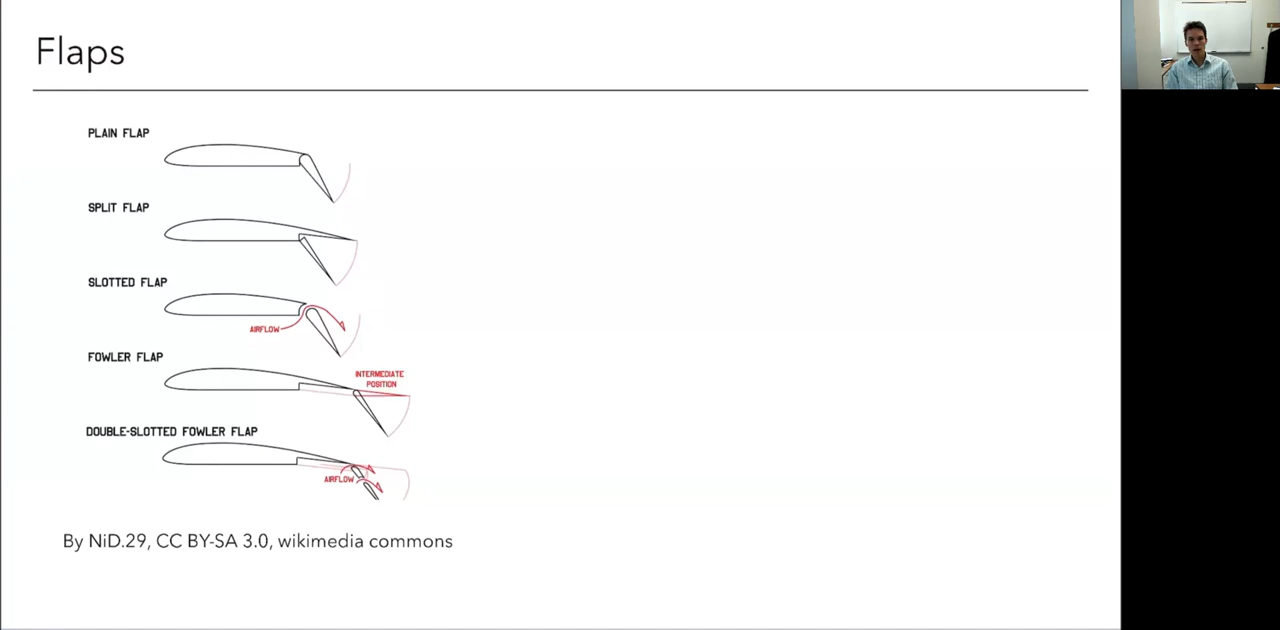 Flaps
PLAIN FLAP
SPLIT FLAP
SLOTTED FLAP
AIRFLOW
FOWLER FLAP
INTERMEDIATE
POSITION
DOUBLE-SLOTTED FOWLER FLAP
AIRFLOW
By NiD.29, CC BY-SA 3.0, wikimedia commons